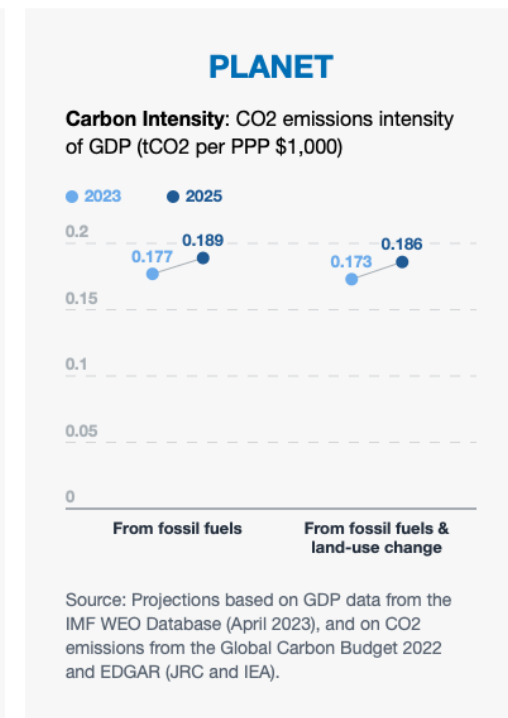 PLANET
Carbon Intensity: CO2 emissions intensity
of GDP (tCO2 per PPP $1,000)
2023 2025
0.2
0.177 0.189 0.173 0.186
0.15
0.1
0.05
0
From fossil fuels
From fossil fuels &
land-use change
Source: Projections based on GDP data from the
IMF WEO Database (April 2023), and on CO2
emissions from the Global Carbon Budget 2022
and EDGAR (JRC and IEA).